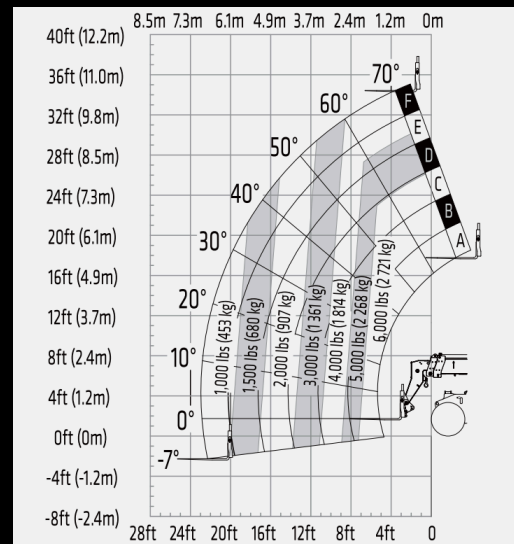 8.5m 7.3m 6.1m 4.9m 3.7m 2.4m 1.2m 0m
40ft (12.2m)
36ft (11.0m)
32ft (9.8m)
28ft (8.5m)
24ft (7.3m)
20ft (6.1m)
16ft (4.9m)
12ft (3.7m)
8ft (2.4m)
4ft (1.2m)
0ft (0m)
-4ft (-1.2m)
-8ft (-2.4m)
70°
60°
50°
40°
30°
20°
10°
0°
-7°
F
E
D
C
B
A
1,000 lbs (453 kg)
1,500 lbs (680 kg)
2,000 lbs (907 kg)
3,000 lbs (1 361 kg)
4,000 lbs (1 814 kg)
5,000 lbs (2 268 kg)
6,000 lbs (2 721 kg)
28ft 24ft 20ft 16ft 12ft 8ft 4ft 0